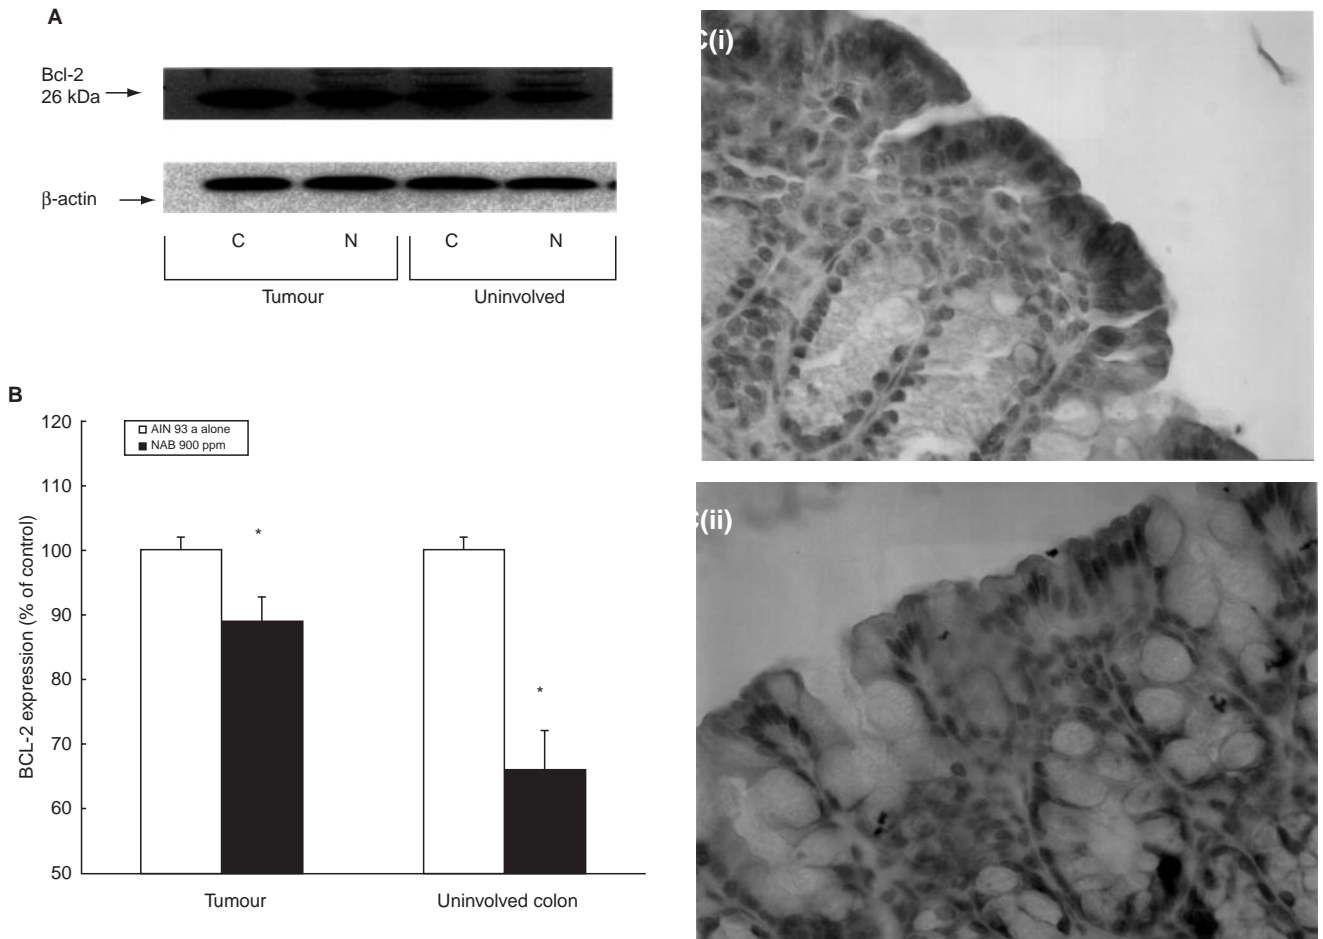 A
Bcl-2
26 kDa
β-actin
C N C N
Tumour Uninvolved
B
120
110
100
90
80
70
60
50
BCL-2 expression (% of control)
AIN 93 a alone
NAB 900 ppm
*
*
Tumour Uninvolved colon
C(i)
C(ii)